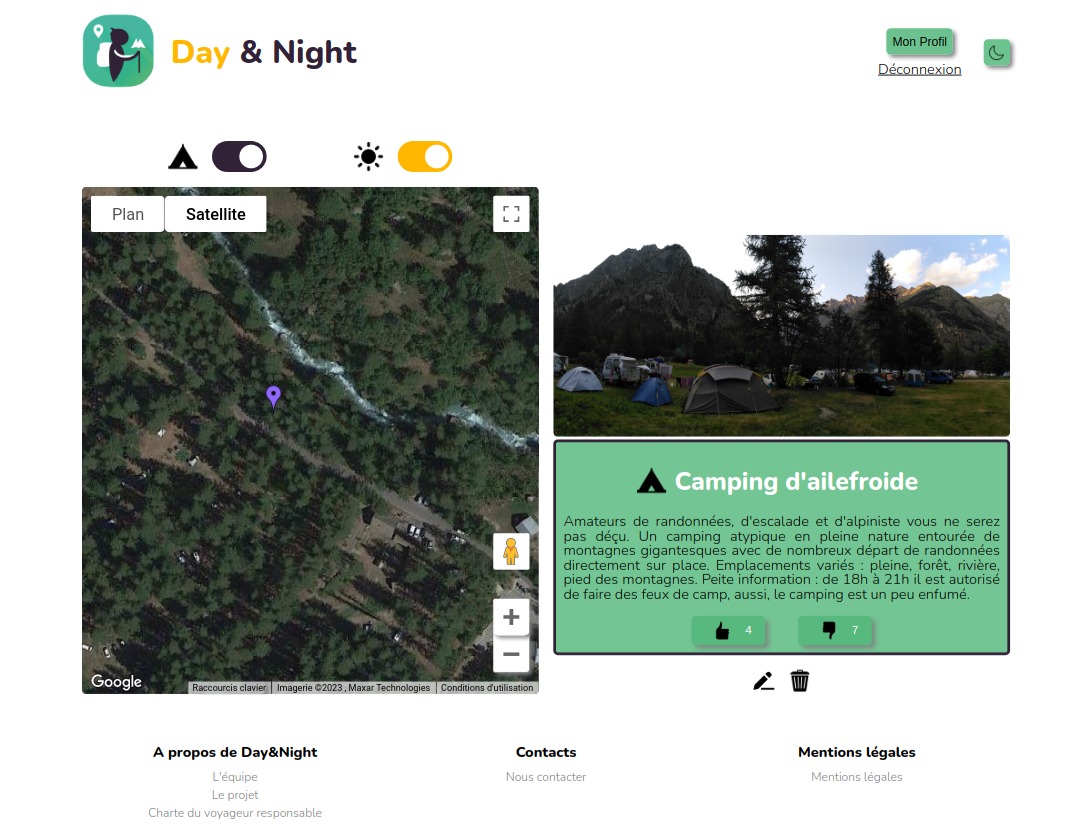 Day & Night
Mon Profil
Déconnexion
Plan
Satellite
Google
Raccourcis clavier
Imagerie ©2023 , Maxar Technologies
Conditions d'utilisation
Camping d'ailefroide
Amateurs de randonnées, d'escalade et d'alpiniste vous ne serez
pas déçu. Un camping atypique en pleine nature entourée de
montagnes gigantesques avec de nombreux départ de randonnées
directement sur place. Emplacements variés : pleine, forêt, rivière,
pied des montagnes. Peite information : de 18h à 21h il est autorisé
de faire des feux de camp, aussi, le camping est un peu enfumé.
4
7
A propos de Day&Night
L'équipe
Le projet
Charte du voyageur responsable
Contacts
Nous contacter
Mentions légales
Mentions légales